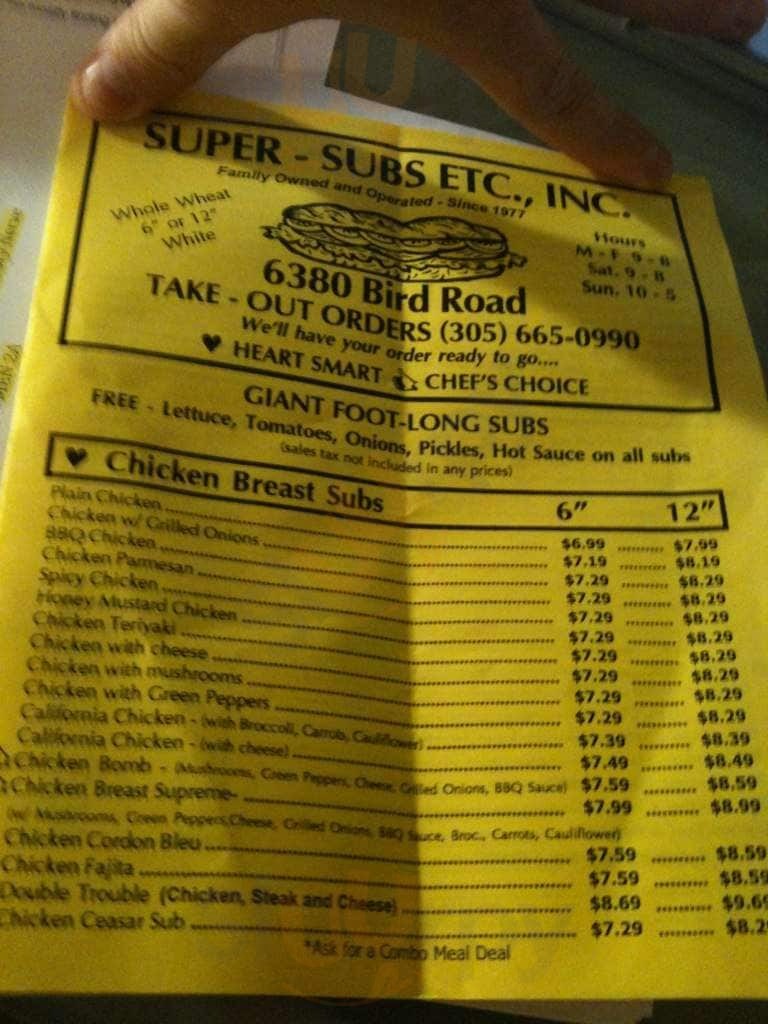 SUPER - SUBS ETC., INC.
Family Owned and Operated - Since 1977
Whole Wheat
6" or 12"
White
Hours
M - F 9 - 8
Sat. 9 - 8
Sun. 10 - 5
6380 Bird Road
TAKE - OUT ORDERS (305) 665-0990
We'll have your order ready to go....
♥ HEART SMART CHEF'S CHOICE
GIANT FOOT-LONG SUBS
FREE - Lettuce, Tomatoes, Onions, Pickles, Hot Sauce on all subs
(sales tax not included in any prices)
♥ Chicken Breast Subs 6" 12"
Plain Chicken $6.99 $7.99
Chicken w/ Grilled Onions $7.19 $8.19
BBQ Chicken $7.29 $8.29
Chicken Parmesan $7.29 $8.29
Spicy Chicken $7.29 $8.29
Honey Mustard Chicken $7.29 $8.29
Chicken Teriyaki $7.29 $8.29
Chicken with cheese $7.29 $8.29
Chicken with mushrooms $7.29 $8.29
Chicken with Green Peppers $7.29 $8.29
California Chicken - (with Broccoli, Carrots, Cauliflower) $7.39 $8.39
California Chicken - (with cheese) $7.49 $8.49
Chicken Bomb - (Mushrooms, Green Peppers, Cheese, Grilled Onions, BBQ Sauce) $7.59 $8.59
Chicken Breast Supreme- $7.99 $8.99
(w/ Mushrooms, Green Peppers,Cheese, Grilled Onions, BBQ Sauce, Broc., Carrots, Cauliflower)
Chicken Cordon Bleu $7.59 $8.59
Chicken Fajita $7.59 $8.59
Double Trouble (Chicken, Steak and Cheese) $8.69 $9.69
Chicken Ceasar Sub $7.29 $8.2
*Ask for a Combo Meal Deal